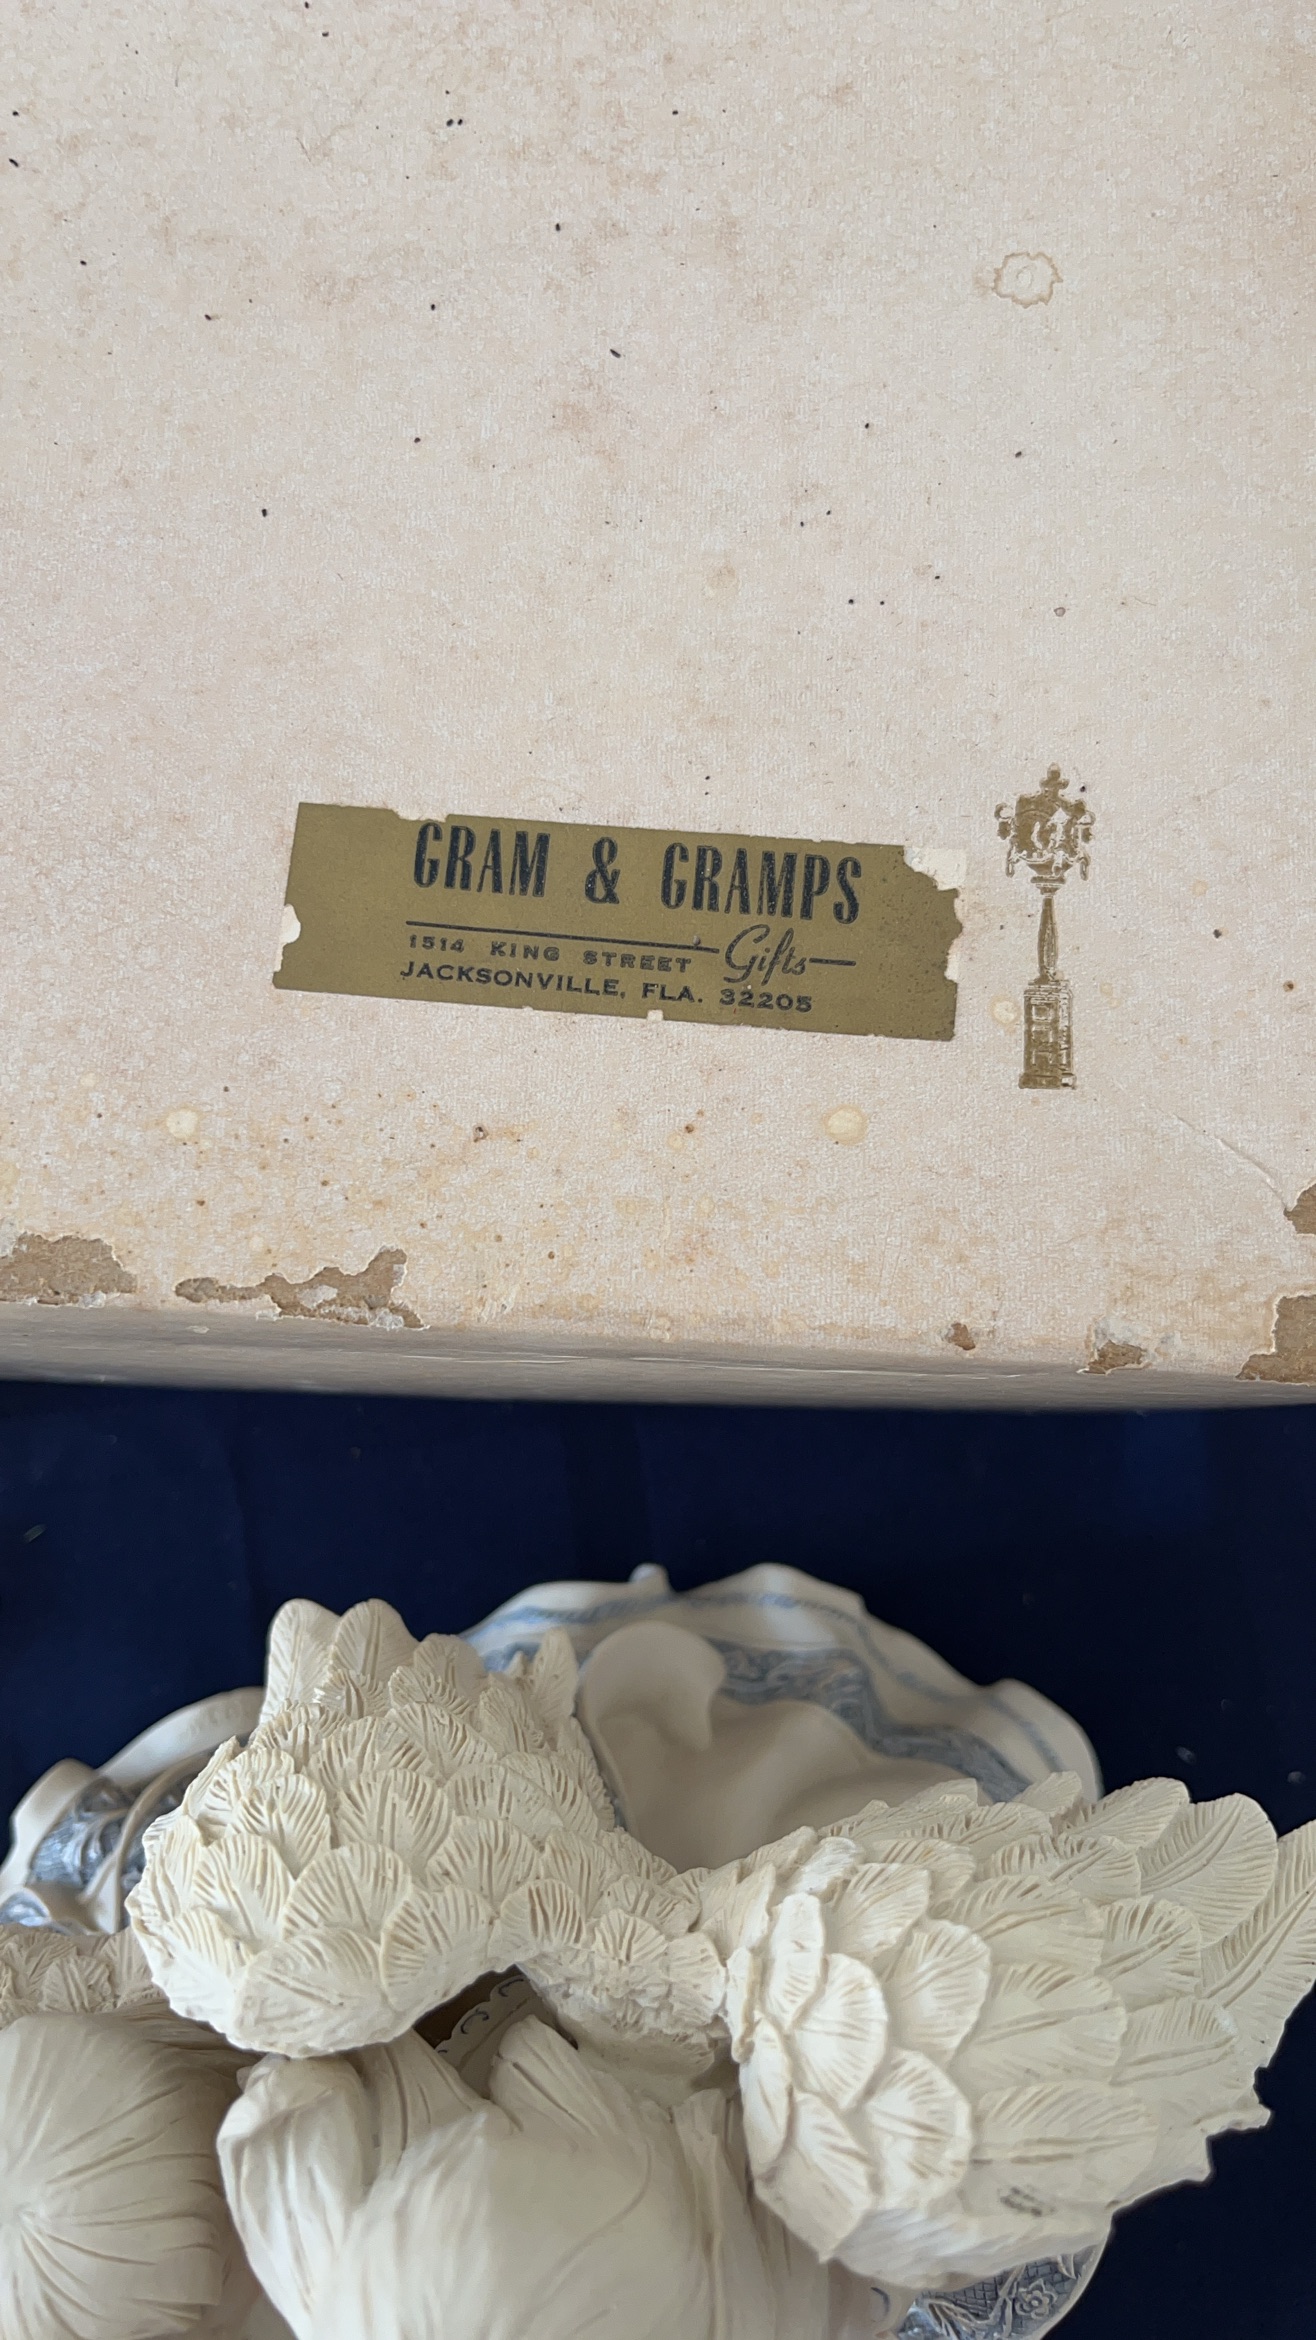 GRAM & GRAMPS
Gifts
1514 KING STREET
JACKSONVILLE, FLA. 32205